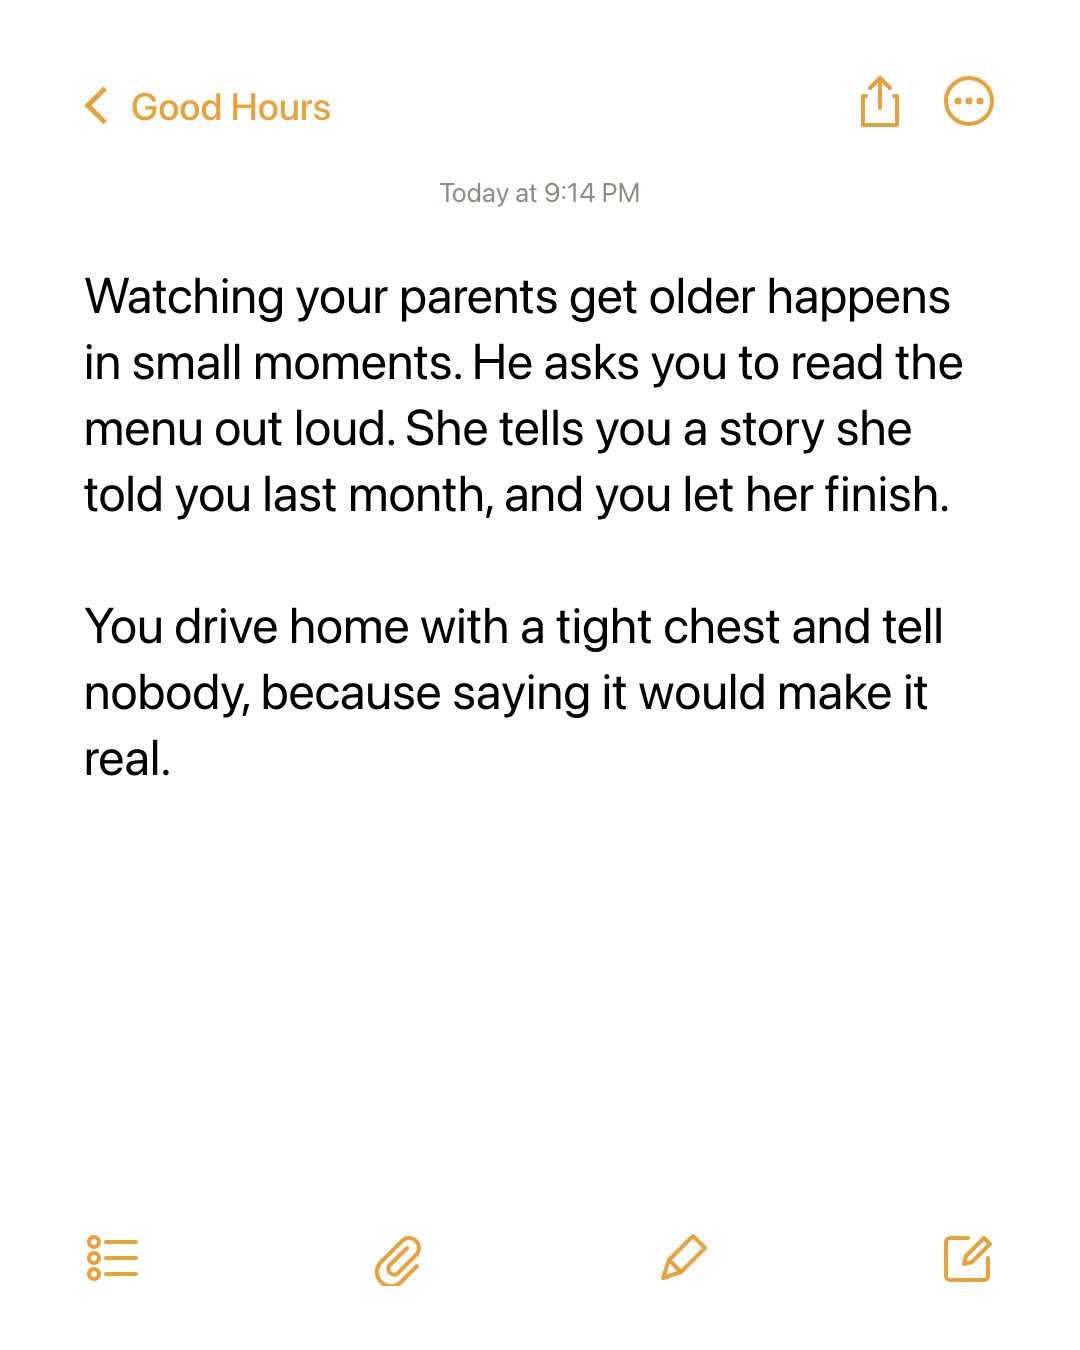 Good Hours
Today at 9:14 PM
Watching your parents get older happens
in small moments. He asks you to read the
menu out loud. She tells you a story she
told you last month, and you let her finish.
You drive home with a tight chest and tell
nobody, because saying it would make it
real.